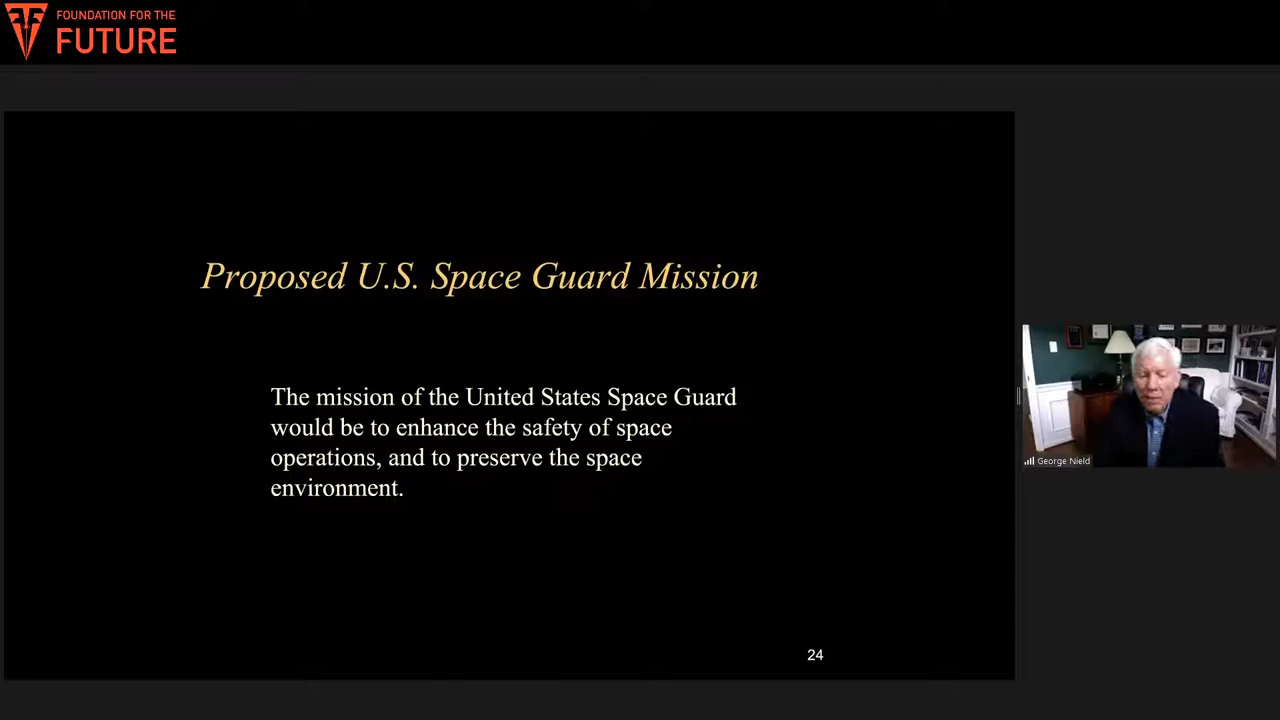 FOUNDATION FOR THE
FUTURE
Proposed U.S. Space Guard Mission
The mission of the United States Space Guard
would be to enhance the safety of space
operations, and to preserve the space
environment.
24
George Nield